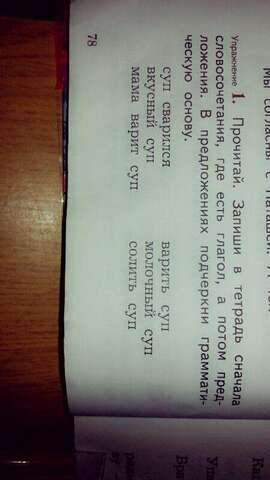 Упражнение 1. Прочитай. Запиши в тетрадь сначала
словосочетания, где есть глагол, а потом пред-
ложения. В предложениях подчеркни граммати-
ческую основу.
суп сварился варить суп
вкусный суп молочный суп
мама варит суп солить суп
78